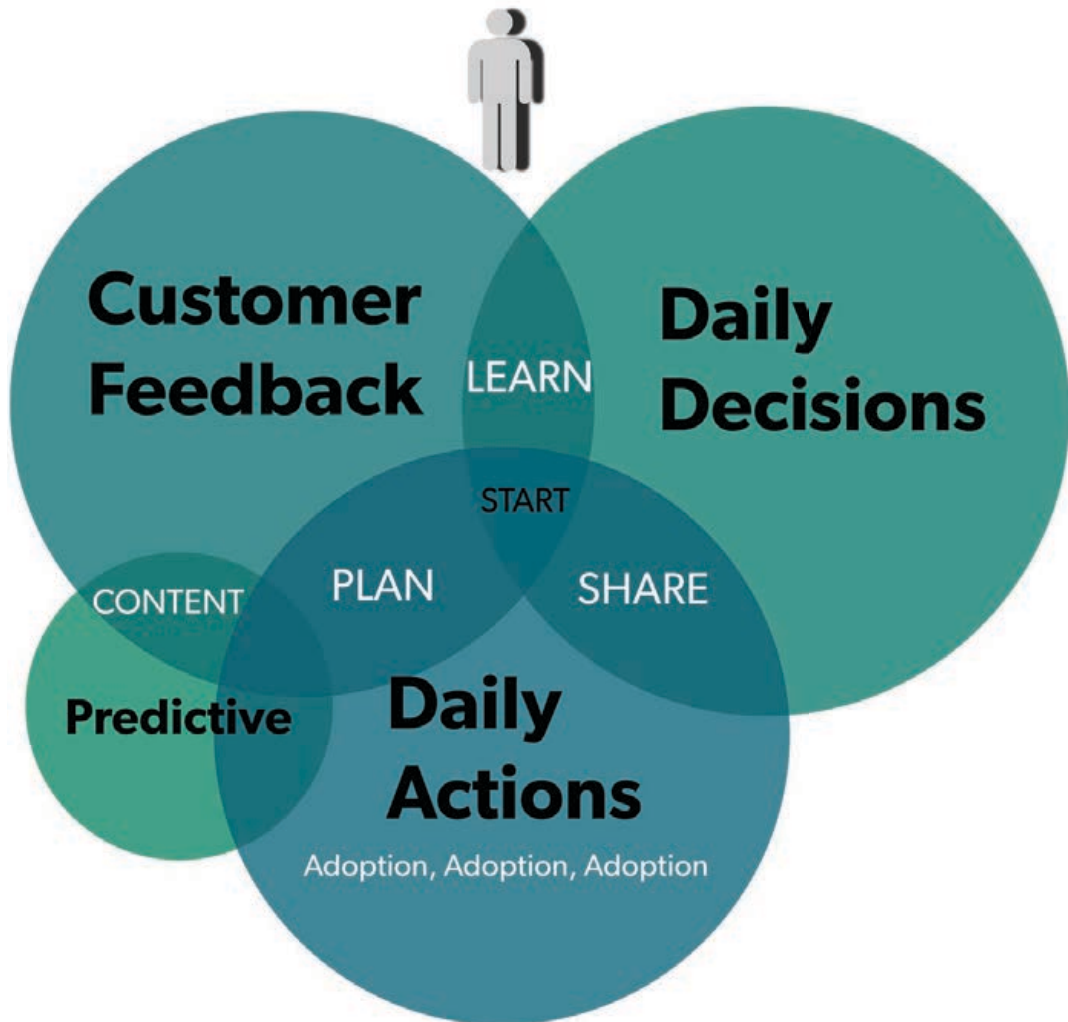 Customer
Feedback
Daily
Decisions
LEARN
START
PLAN
SHARE
CONTENT
Predictive
Daily
Actions
Adoption, Adoption, Adoption